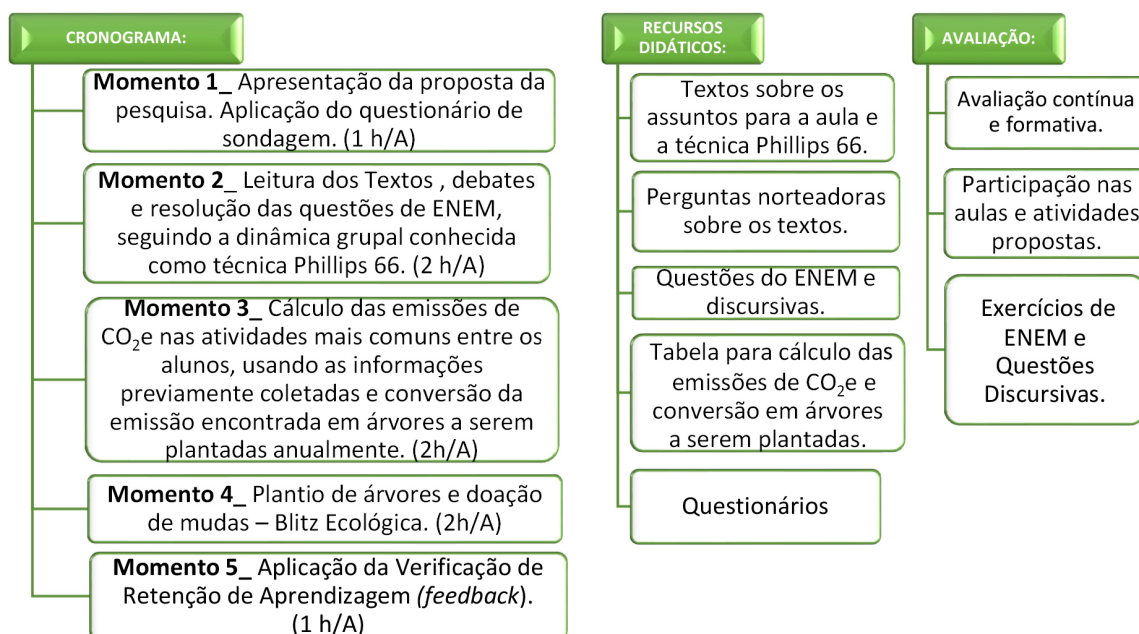 CRONOGRAMA:
Momento 1_ Apresentação da proposta da
pesquisa. Aplicação do questionário de
sondagem. (1 h/A)
Momento 2_ Leitura dos Textos , debates
e resolução das questões de ENEM,
seguindo a dinâmica grupal conhecida
como técnica Phillips 66. (2 h/A)
Momento 3_ Cálculo das emissões de
CO₂e nas atividades mais comuns entre os
alunos, usando as informações
previamente coletadas e conversão da
emissão encontrada em árvores a serem
plantadas anualmente. (2h/A)
Momento 4_ Plantio de árvores e doação
de mudas – Blitz Ecológica. (2h/A)
Momento 5_ Aplicação da Verificação de
Retenção de Aprendizagem (feedback).
(1 h/A)
RECURSOS
DIDÁTICOS:
Textos sobre os
assuntos para a aula e
a técnica Phillips 66.
Perguntas norteadoras
sobre os textos.
Questões do ENEM e
discursivas.
Tabela para cálculo das
emissões de CO₂e e
conversão em árvores
a serem plantadas.
Questionários
AVALIAÇÃO:
Avaliação contínua
e formativa.
Participação nas
aulas e atividades
propostas.
Exercícios de
ENEM e
Questões
Discursivas.